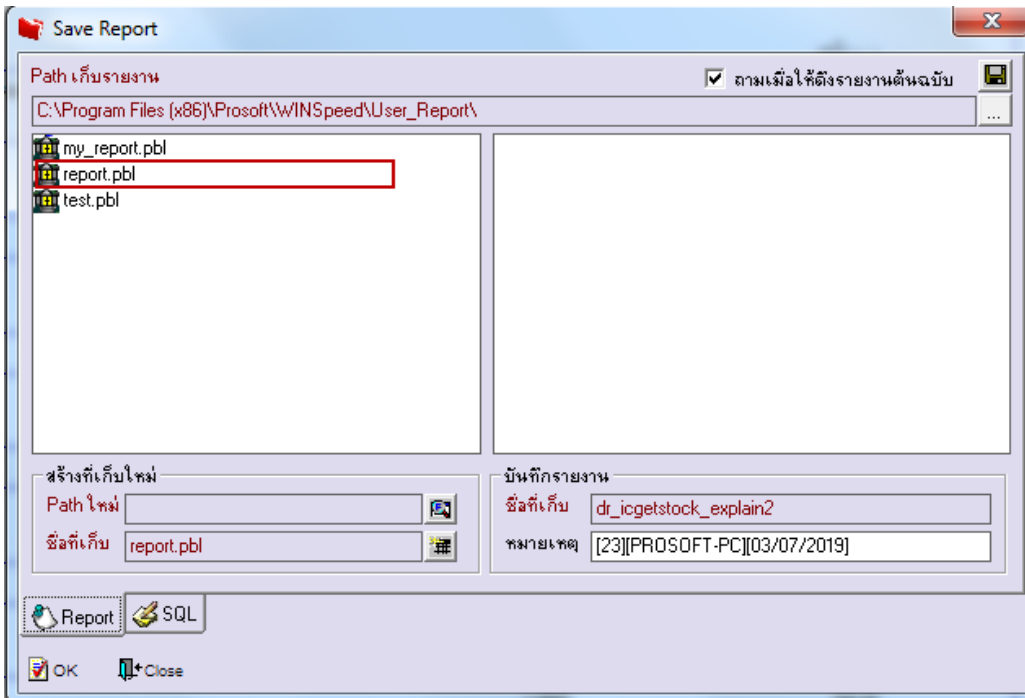 Save Report
Path เก็บรายงาน
ถามเมื่อให้ดึงรายงานต้นฉบับ
C:\Program Files (x86)\Prosoft\WINSpeed\User_Report\
...
my_report.pbl
report.pbl
test.pbl
สร้างที่เก็บใหม่
Path ใหม่
ชื่อที่เก็บ report.pbl
บันทึกรายงาน
ชื่อที่เก็บ dr_icgetstock_explain2
หมายเหตุ [23][PROSOFT-PC][03/07/2019]
Report SQL
OK Close